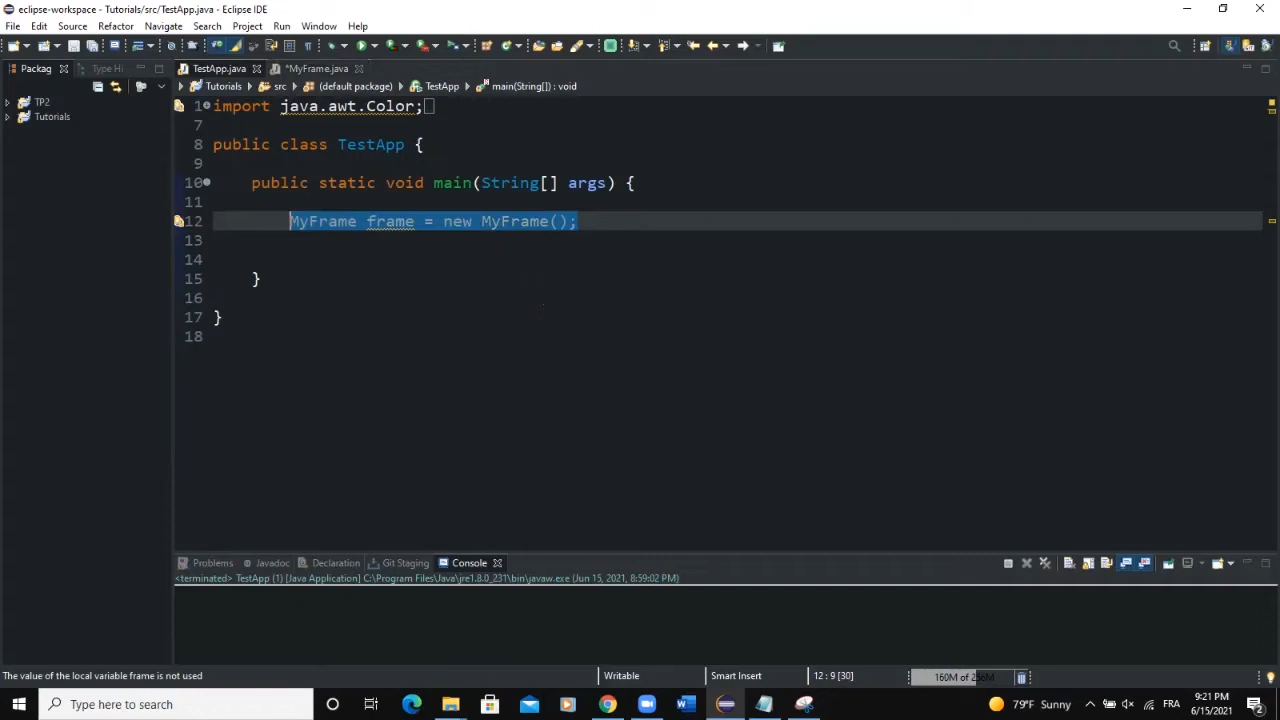 eclipse-workspace - Tutorials/src/TestApp.java - Eclipse IDE
File Edit Source Refactor Navigate Search Project Run Window Help
Packag Type Hi TestApp.java *MyFrame.java
Tutorials src (default package) TestApp main(String[]) : void
TP2
Tutorials
1 import java.awt.Color;
7
8 public class TestApp {
9
10 public static void main(String[] args) {
11
12 MyFrame frame = new MyFrame();
13
14
15 }
16
17 }
18
Problems Javadoc Declaration Git Staging Console
<terminated> TestApp (1) [Java Application] C:\Program Files\Java\jre1.8.0_231\bin\javaw.exe (Jun 15, 2021, 8:59:02 PM)
The value of the local variable frame is not used Writable Smart Insert 12 : 9 [30] 160M of 256M
Type here to search 79°F Sunny FRA 9:21 PM
6/15/2021 2